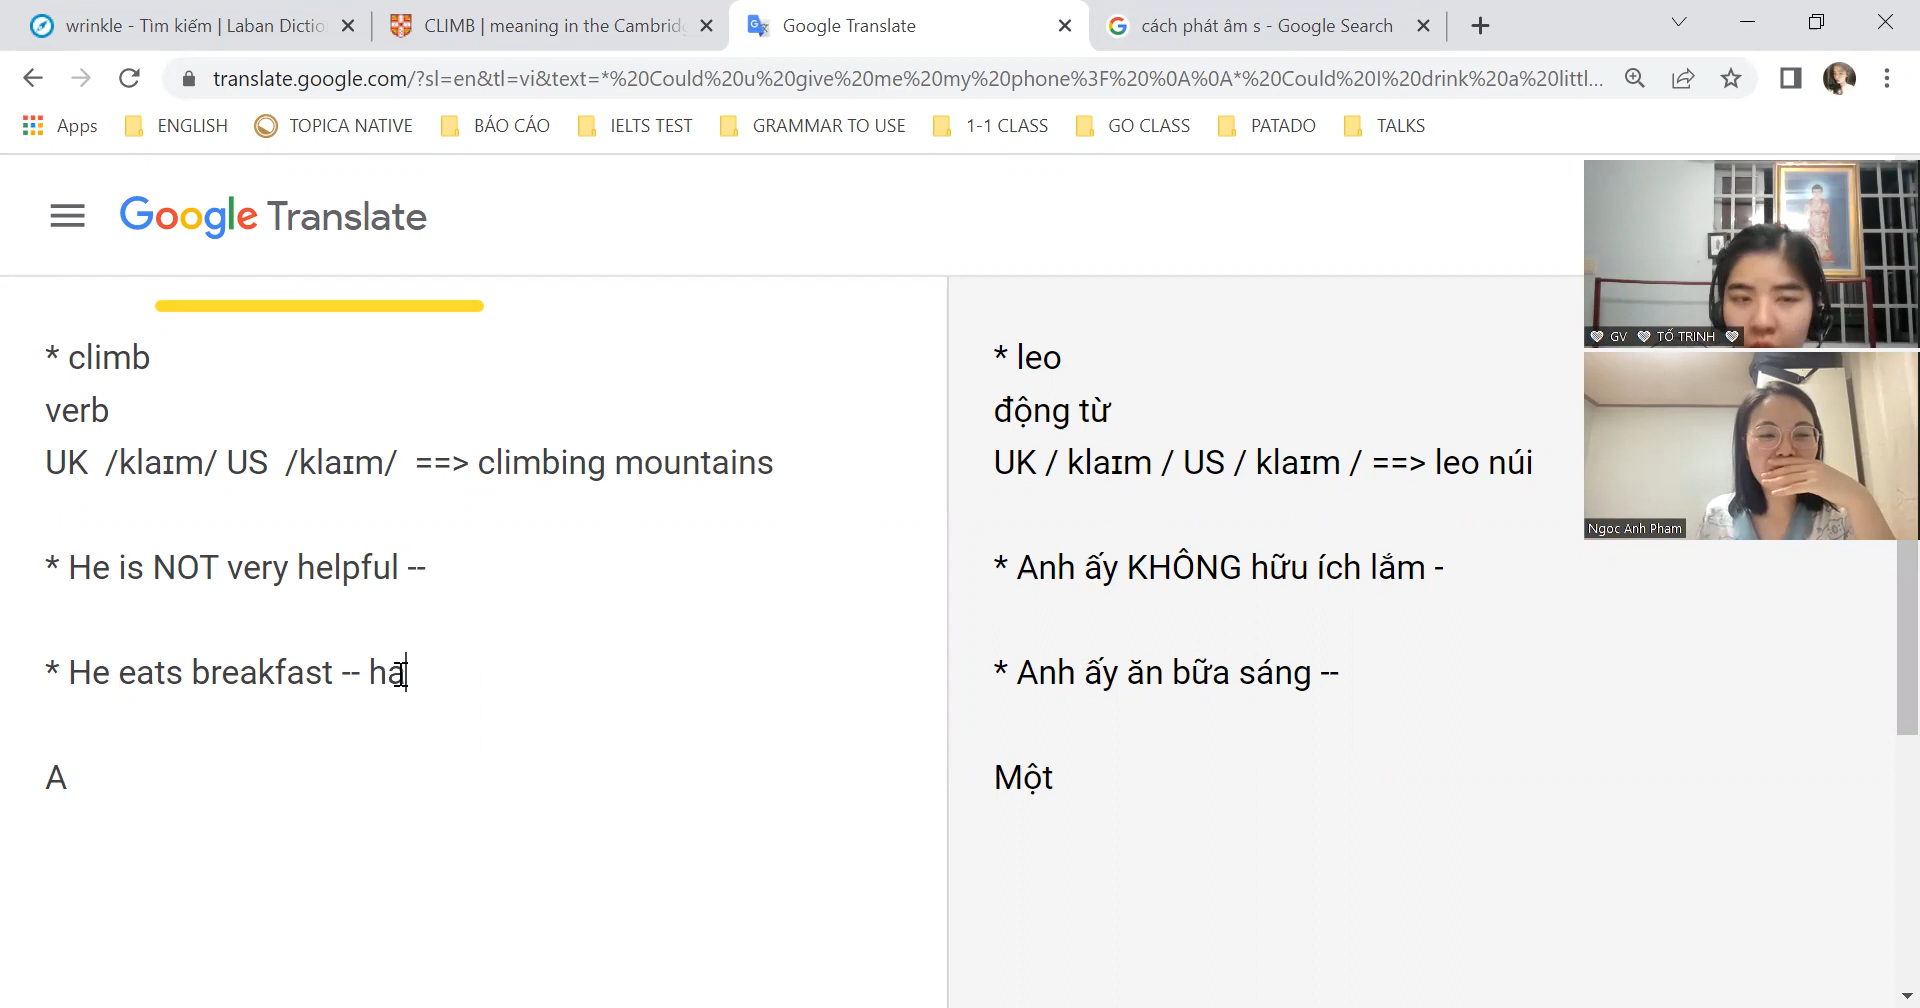 wrinkle - Tìm kiếm | Laban Dictio
CLIMB | meaning in the Cambridg
Google Translate
cách phát âm s - Google Search
translate.google.com/?sl=en&tl=vi&text=*%20Could%20u%20give%20me%20my%20phone%3F%20%0A%0A*%20Could%20I%20drink%20a%20littl...
Apps
ENGLISH
TOPICA NATIVE
BÁO CÁO
IELTS TEST
GRAMMAR TO USE
1-1 CLASS
GO CLASS
PATADO
TALKS
Google Translate
* climb
verb
UK /klaɪm/ US /klaɪm/ ==> climbing mountains
* He is NOT very helpful --
* He eats breakfast -- ha
A
* leo
động từ
UK / klaɪm / US / klaɪm / ==> leo núi
* Anh ấy KHÔNG hữu ích lắm -
* Anh ấy ăn bữa sáng --
Một
GV TỐ TRINH
Ngoc Anh Pham